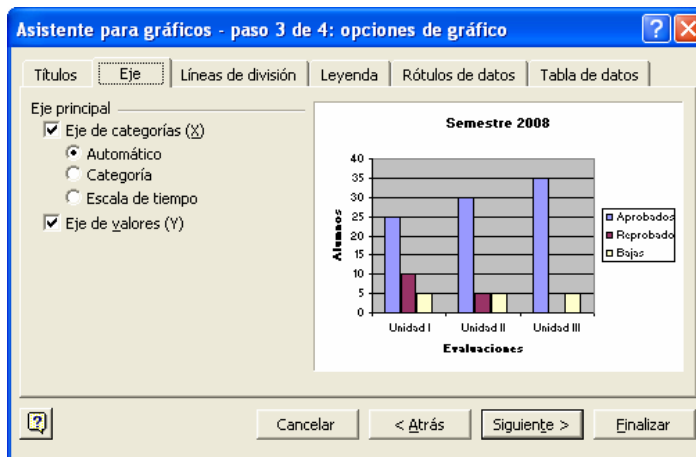 Asistente para gráficos - paso 3 de 4: opciones de gráfico
Títulos Eje Líneas de división Leyenda Rótulos de datos Tabla de datos
Eje principal
Eje de categorías (X)
Automático
Categoría
Escala de tiempo
Eje de valores (Y)
Semestre 2008
Alumnos
40
35
30
25
20
15
10
5
0
Unidad I Unidad II Unidad III
Evaluaciones
Aprobados
Reprobado
Bajas
Cancelar < Atrás Siguiente > Finalizar